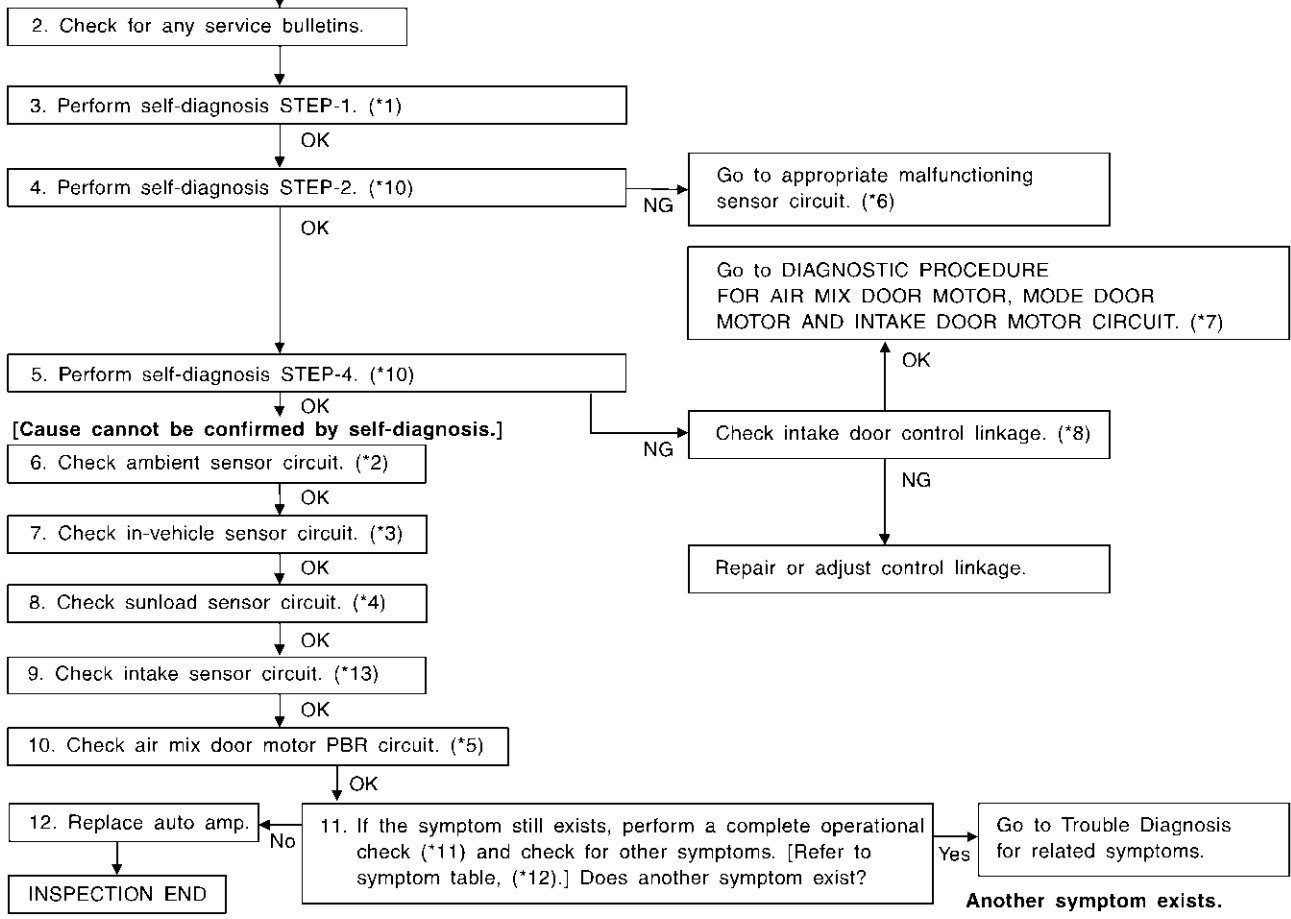 2. Check for any service bulletins.
3. Perform self-diagnosis STEP-1. (*1)
OK
4. Perform self-diagnosis STEP-2. (*10)
NG
Go to appropriate malfunctioning
sensor circuit. (*6)
OK
Go to DIAGNOSTIC PROCEDURE
FOR AIR MIX DOOR MOTOR, MODE DOOR
MOTOR AND INTAKE DOOR MOTOR CIRCUIT. (*7)
OK
5. Perform self-diagnosis STEP-4. (*10)
OK
[Cause cannot be confirmed by self-diagnosis.]
NG
Check intake door control linkage. (*8)
NG
Repair or adjust control linkage.
6. Check ambient sensor circuit. (*2)
OK
7. Check in-vehicle sensor circuit. (*3)
OK
8. Check sunload sensor circuit. (*4)
OK
9. Check intake sensor circuit. (*13)
OK
10. Check air mix door motor PBR circuit. (*5)
OK
11. If the symptom still exists, perform a complete operational
check (*11) and check for other symptoms. [Refer to
symptom table, (*12).] Does another symptom exist?
No
12. Replace auto amp.
INSPECTION END
Yes
Go to Trouble Diagnosis
for related symptoms.
Another symptom exists.